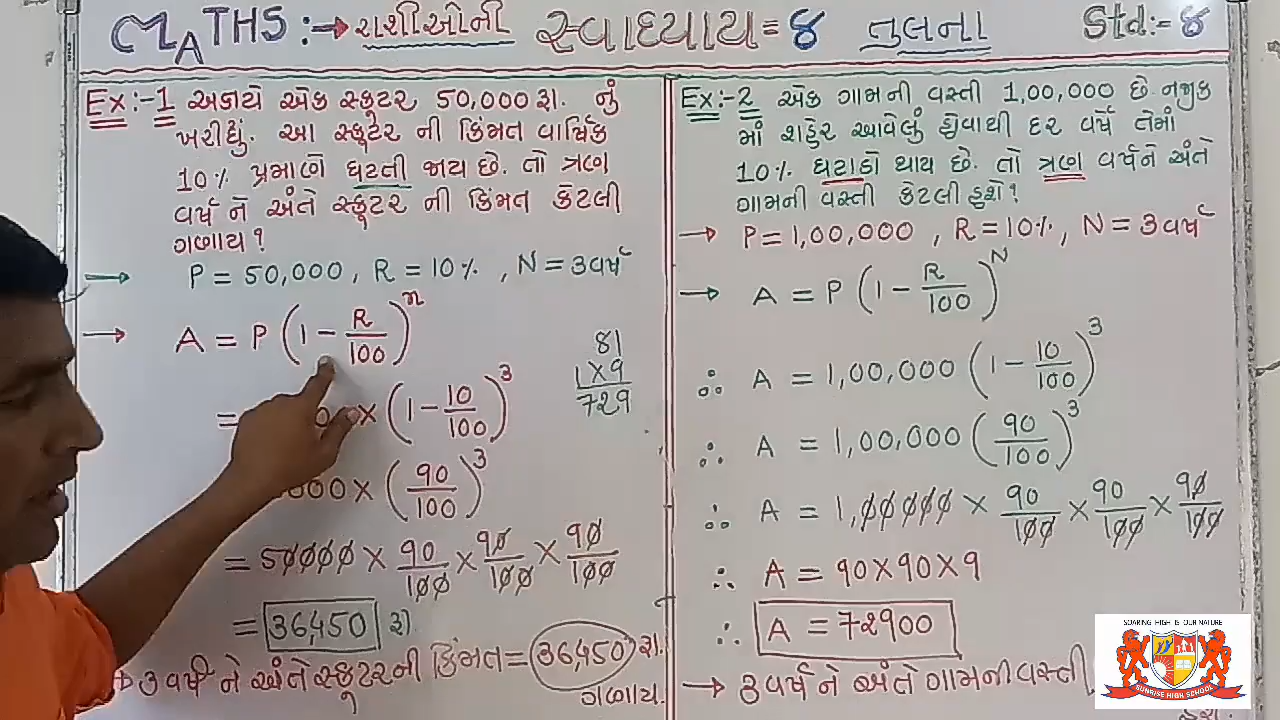 MATHS :→ રાશીઓની સ્વાધ્યાય = 8 તુલના Std:- 8
Ex:-1 અજયે એક સ્કૂટર 50,000 રૂા. નું
ખરીદ્યું. આ સ્કૂટર ની કિંમત વાર્ષિક
10% પ્રમાણે ઘટતી જાય છે. તો ત્રણ
વર્ષ ને અંતે સ્કૂટર ની કિંમત કેટલી
ગણાય ?
→ P = 50,000, R = 10%, N = 3 વર્ષ
→ A = P (1 - R/100)^n
= × (1 - 10/100)^3
000 × (90/100)^3
= 50000 × 90/100 × 90/100 × 90/100
= 36,450 રૂા.
→ 3 વર્ષ ને અંતે સ્કૂટર ની કિંમત = 36,450 રૂા.
ગણાય.
81
1 × 9
729
Ex:-2 એક ગામની વસ્તી 1,00,000 છે. નજીક
માં શહેર આવેલું હોવાથી દર વર્ષે તેમાં
10% ઘટાડો થાય છે. તો ત્રણ વર્ષને અંતે
ગામની વસ્તી કેટલી હશે ?
→ P = 1,00,000, R = 10%, N = 3 વર્ષ
→ A = P (1 - R/100)^N
∴ A = 1,00,000 (1 - 10/100)^3
∴ A = 1,00,000 (90/100)^3
∴ A = 1,00,000 × 90/100 × 90/100 × 90/100
∴ A = 90 × 90 × 9
∴ A = 72900
→ 3 વર્ષ ને અંતે ગામની વસ્તી
SOARING HIGH IS OUR NATURE
SUNRISE HIGH SCHOOL